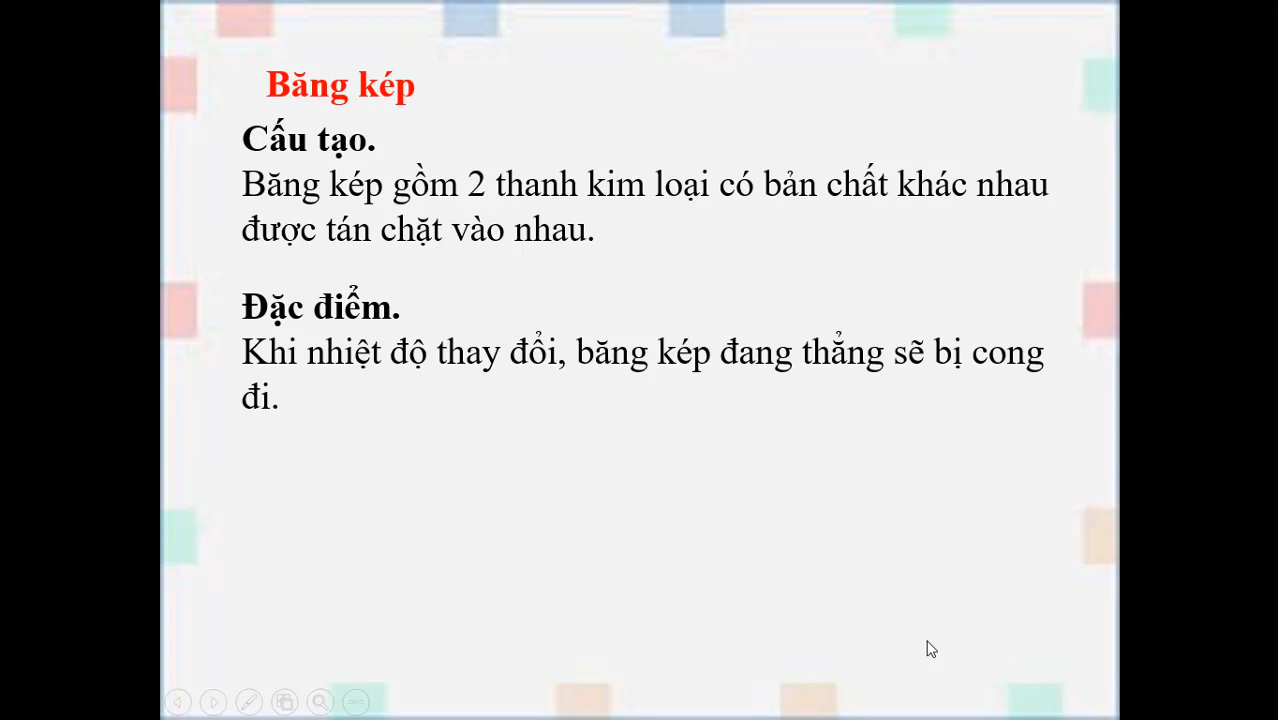 Băng kép
Cấu tạo.
Băng kép gồm 2 thanh kim loại có bản chất khác nhau
được tán chặt vào nhau.
Đặc điểm.
Khi nhiệt độ thay đổi, băng kép đang thẳng sẽ bị cong
đi.